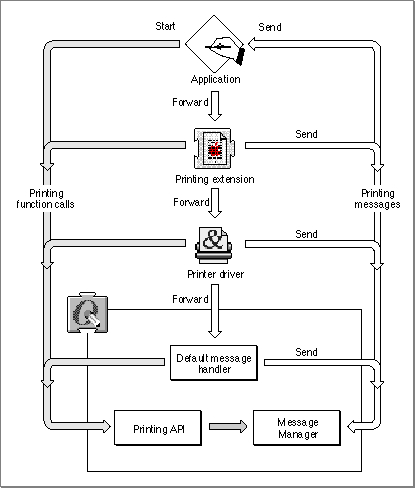 Start
Send
Application
Forward
Send
Printing extension
Printing
function calls
Printing
messages
Forward
Send
Printer driver
Forward
Send
Default message
handler
Printing API
Message
Manager